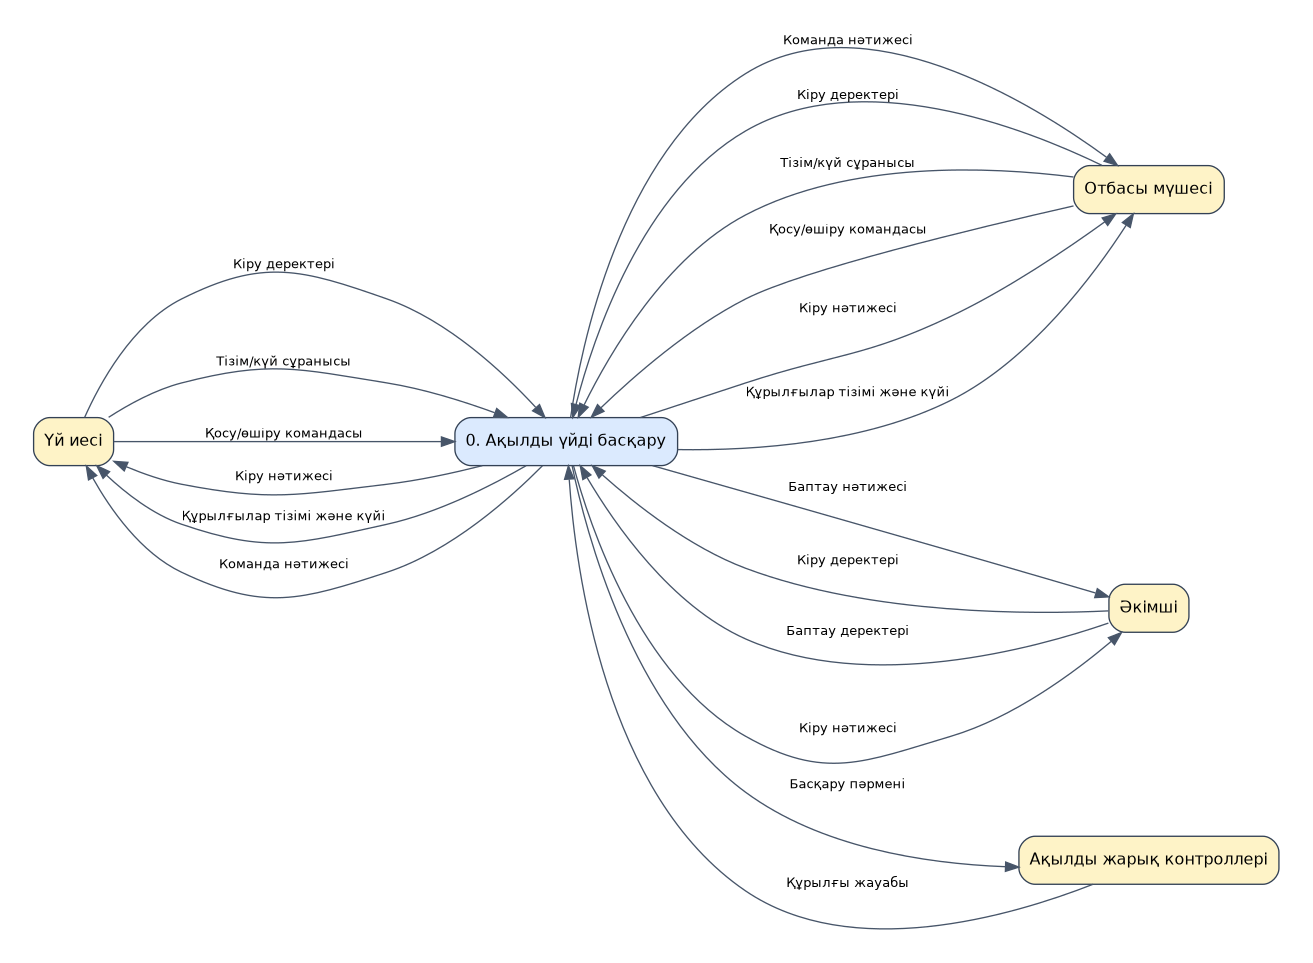 Команда нәтижесі
Кіру деректері
Тізім/күй сұранысы
Отбасы мүшесі
Қосу/өшіру командасы
Кіру деректері
Кіру нәтижесі
Тізім/күй сұранысы
Құрылғылар тізімі және күйі
Қосу/өшіру командасы
Үй иесі
0. Ақылды үйді басқару
Кіру нәтижесі
Баптау нәтижесі
Құрылғылар тізімі және күйі
Команда нәтижесі
Кіру деректері
Әкімші
Баптау деректері
Кіру нәтижесі
Басқару пәрмені
Ақылды жарық контроллері
Құрылғы жауабы